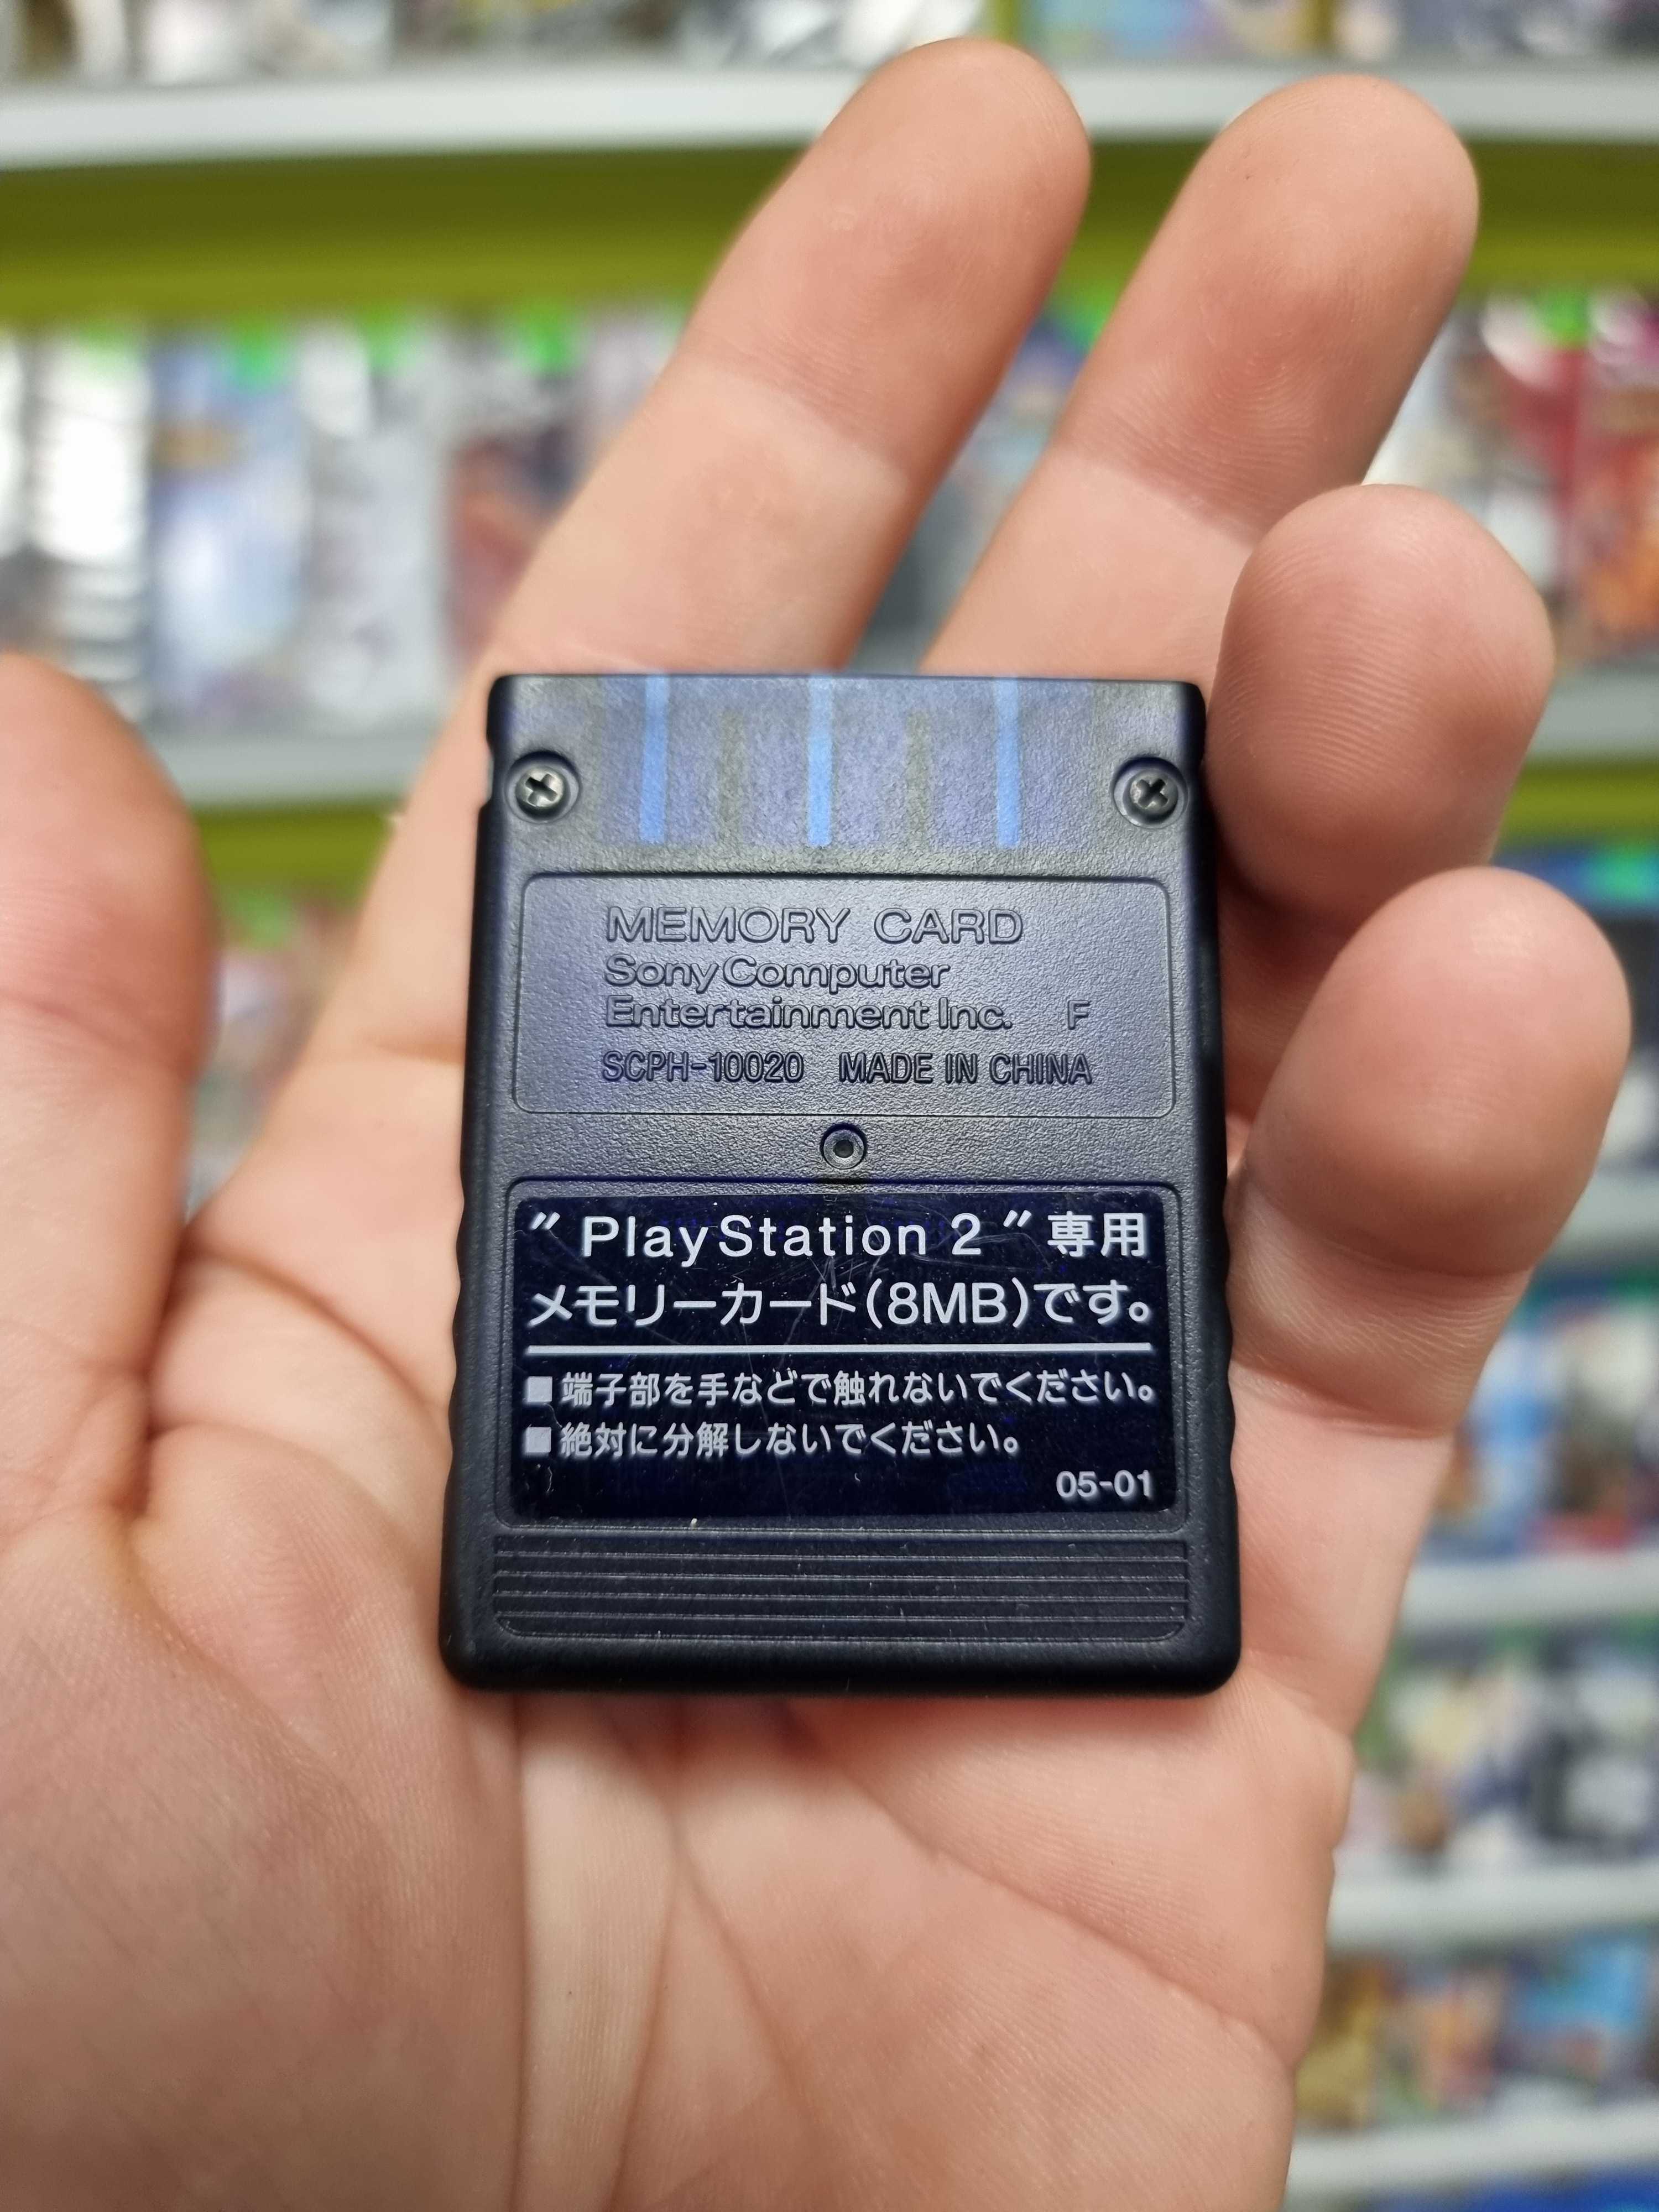 MEMORY CARD
Sony Computer
Entertainment Inc. F
SCPH-10020 MADE IN CHINA
〃PlayStation 2〃専用
メモリーカード(8MB)です。
■端子部を手などで触れないでください。
■絶対に分解しないでください。
05-01